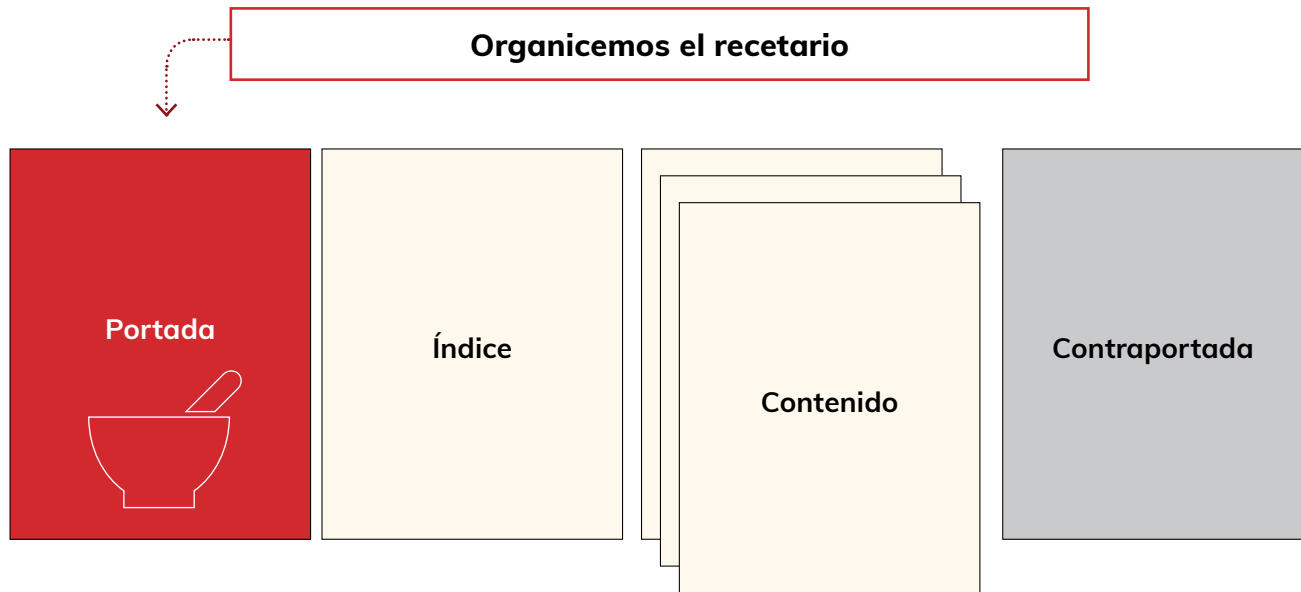 Organicemos el recetario
Portada
Índice
Contenido
Contraportada